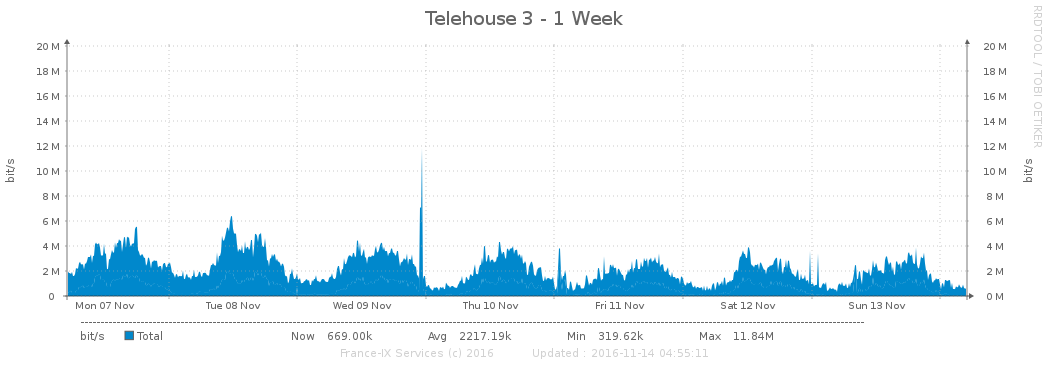 Telehouse 3 - 1 Week
RRDTOOL / TOBI OETIKER
bit/s
20 M 20 M
18 M 18 M
16 M 16 M
14 M 14 M
12 M 12 M
10 M 10 M
8 M 8 M
6 M 6 M
4 M 4 M
2 M 2 M
0 0 M
bit/s
Mon 07 Nov Tue 08 Nov Wed 09 Nov Thu 10 Nov Fri 11 Nov Sat 12 Nov Sun 13 Nov
bit/s Total Now 669.00k Avg 2217.19k Min 319.62k Max 11.84M
France-IX Services (c) 2016 Updated : 2016-11-14 04:55:11